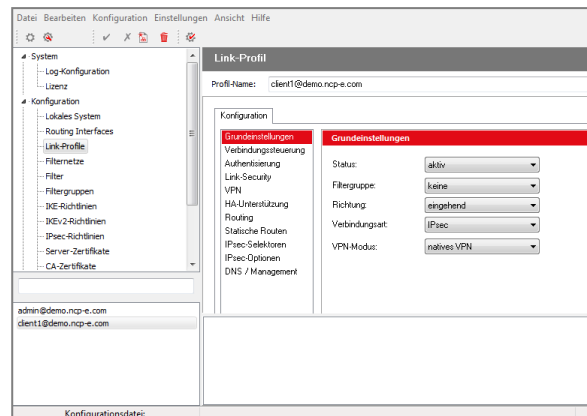 Datei Bearbeiten Konfiguration Einstellungen Ansicht Hilfe
System
Log-Konfiguration
Lizenz
Konfiguration
Lokales System
Routing Interfaces
Link-Profile
Filternetze
Filter
Filtergruppen
IKE-Richtlinien
IKEv2-Richtlinien
IPsec-Richtlinien
Server-Zertifikate
CA-Zertifikate
admin@demo.ncp-e.com
client1@demo.ncp-e.com
Link-Profil
Profil-Name: client1@demo.ncp-e.com
Konfiguration
Grundeinstellungen
Verbindungssteuerung
Authentisierung
Link-Security
VPN
HA-Unterstützung
Routing
Statische Routen
IPsec-Selektoren
IPsec-Optionen
DNS / Management
Grundeinstellungen
Status: aktiv
Filtergruppe: keine
Richtung: eingehend
Verbindungsart: IPsec
VPN-Modus: natives VPN
Konfigurationsdatei: